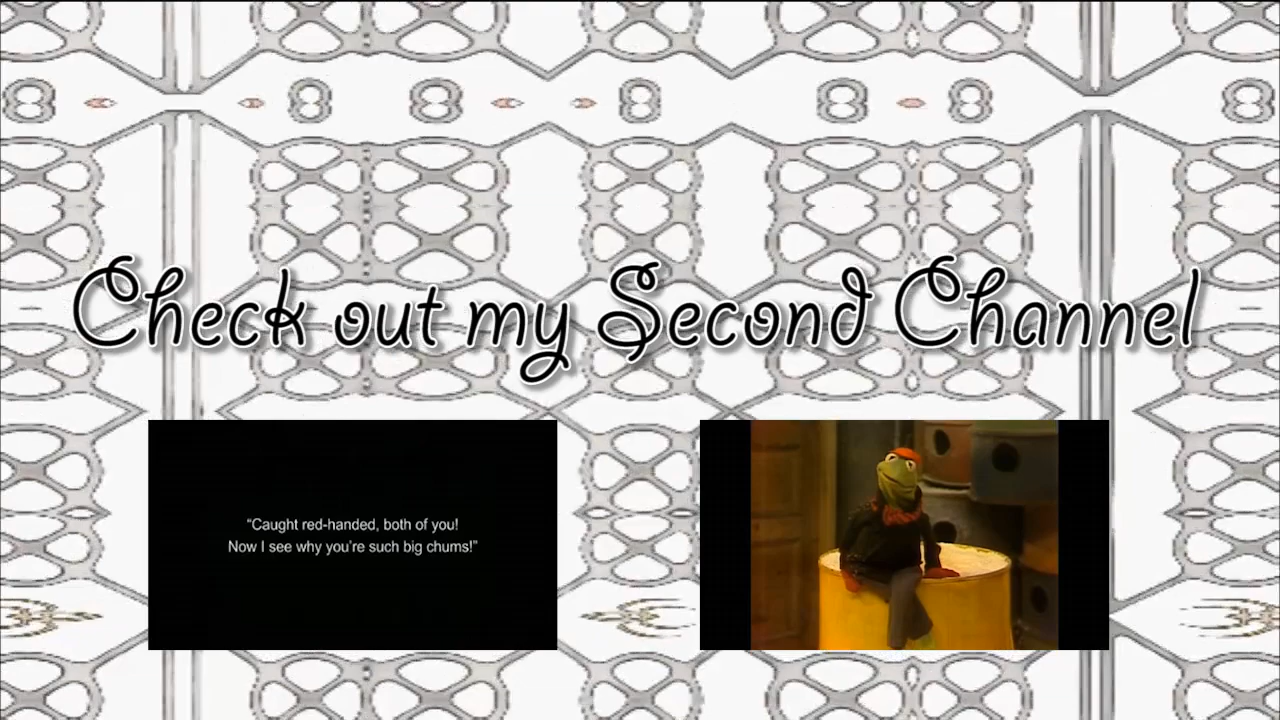 Check out my Second Channel
“Caught red-handed, both of you!
Now I see why you're such big chums!”